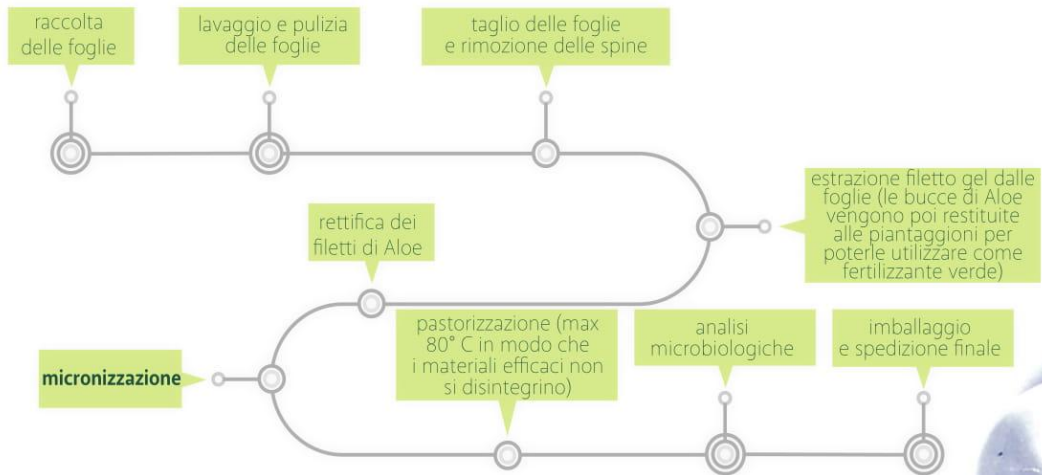 raccolta
delle foglie
lavaggio e pulizia
delle foglie
taglio delle foglie
e rimozione delle spine
estrazione filetto gel dalle
foglie (le bucce di Aloe
vengono poi restituite
alle piantaggioni per
poterle utilizzare come
fertilizzante verde)
rettifica dei
filetti di Aloe
micronizzazione
pastorizzazione (max
80° C in modo che
i materiali efficaci non
si disintegrino)
analisi
microbiologiche
imballaggio
e spedizione finale